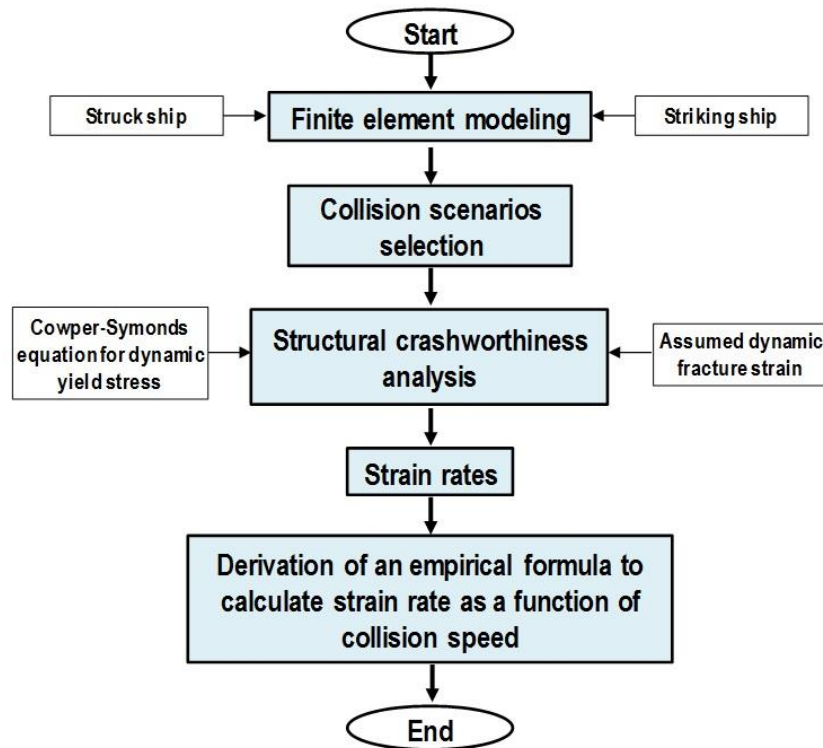 Start
Struck ship
Finite element modeling
Striking ship
Collision scenarios
selection
Cowper-Symonds
equation for dynamic
yield stress
Structural crashworthiness
analysis
Assumed dynamic
fracture strain
Strain rates
Derivation of an empirical formula to
calculate strain rate as a function of
collision speed
End